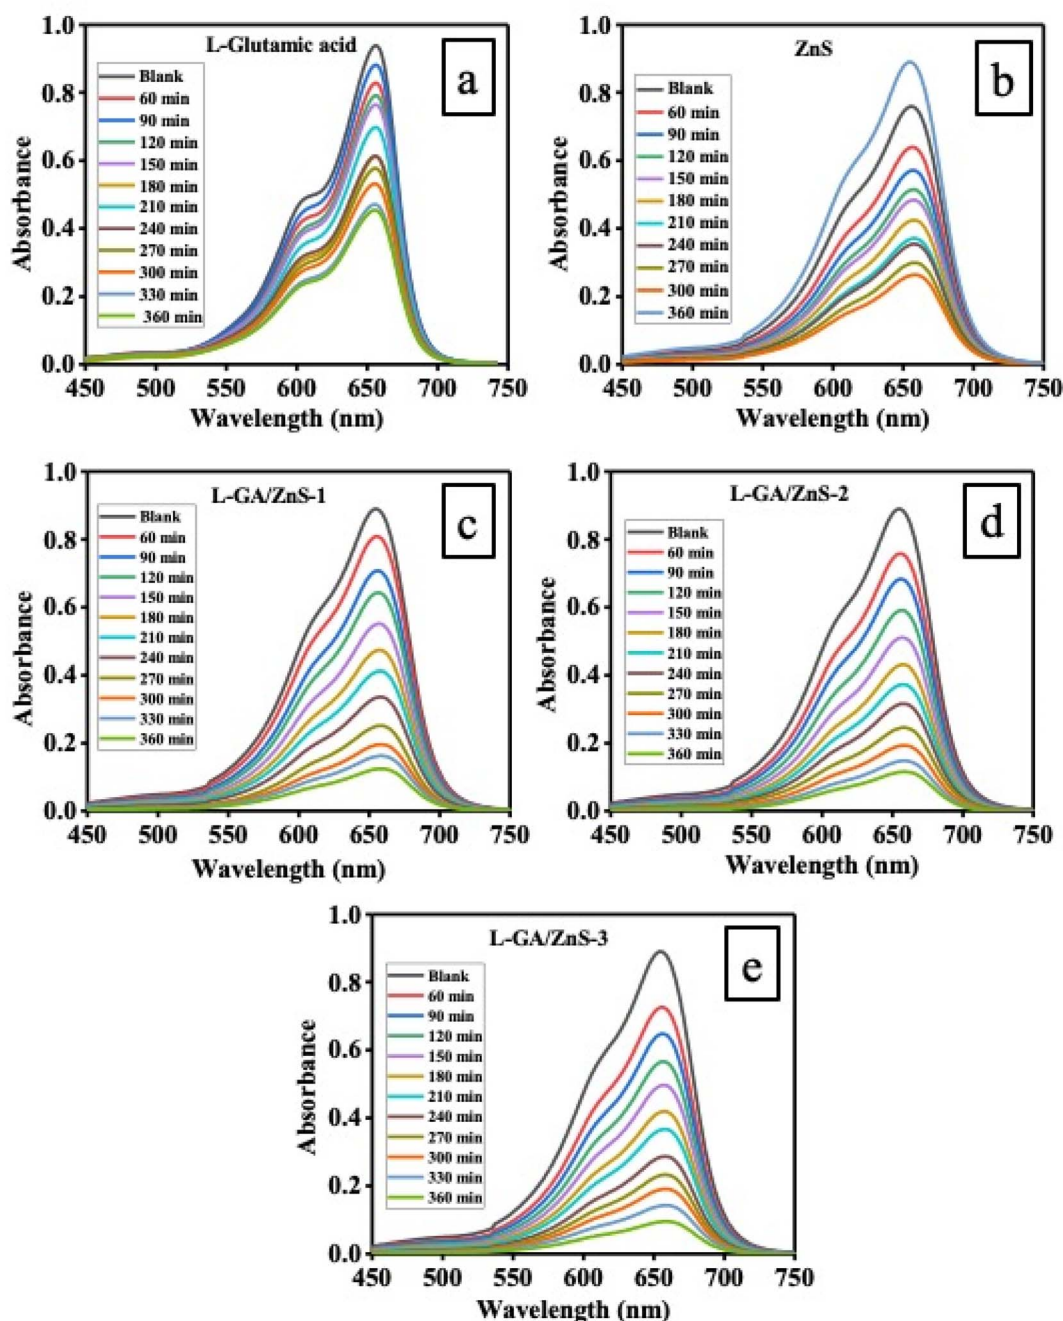 L-Glutamic acid
a
Blank
60 min
90 min
120 min
150 min
180 min
210 min
240 min
270 min
300 min
330 min
360 min
1.0
0.8
0.6
0.4
0.2
0.0
Absorbance
450 500 550 600 650 700 750
Wavelength (nm)
ZnS
b
Blank
60 min
90 min
120 min
150 min
180 min
210 min
240 min
270 min
300 min
360 min
1.0
0.8
0.6
0.4
0.2
0.0
Absorbance
450 500 550 600 650 700 750
Wavelength (nm)
L-GA/ZnS-1
c
Blank
60 min
90 min
120 min
150 min
180 min
210 min
240 min
270 min
300 min
330 min
360 min
1.0
0.8
0.6
0.4
0.2
0.0
Absorbance
450 500 550 600 650 700 750
Wavelength (nm)
L-GA/ZnS-2
d
Blank
60 min
90 min
120 min
150 min
180 min
210 min
240 min
270 min
300 min
330 min
360 min
1.0
0.8
0.6
0.4
0.2
0.0
Absorbance
450 500 550 600 650 700 750
Wavelength (nm)
L-GA/ZnS-3
e
Blank
60 min
90 min
120 min
150 min
180 min
210 min
240 min
270 min
300 min
330 min
360 min
1.0
0.8
0.6
0.4
0.2
0.0
Absorbance
450 500 550 600 650 700 750
Wavelength (nm)